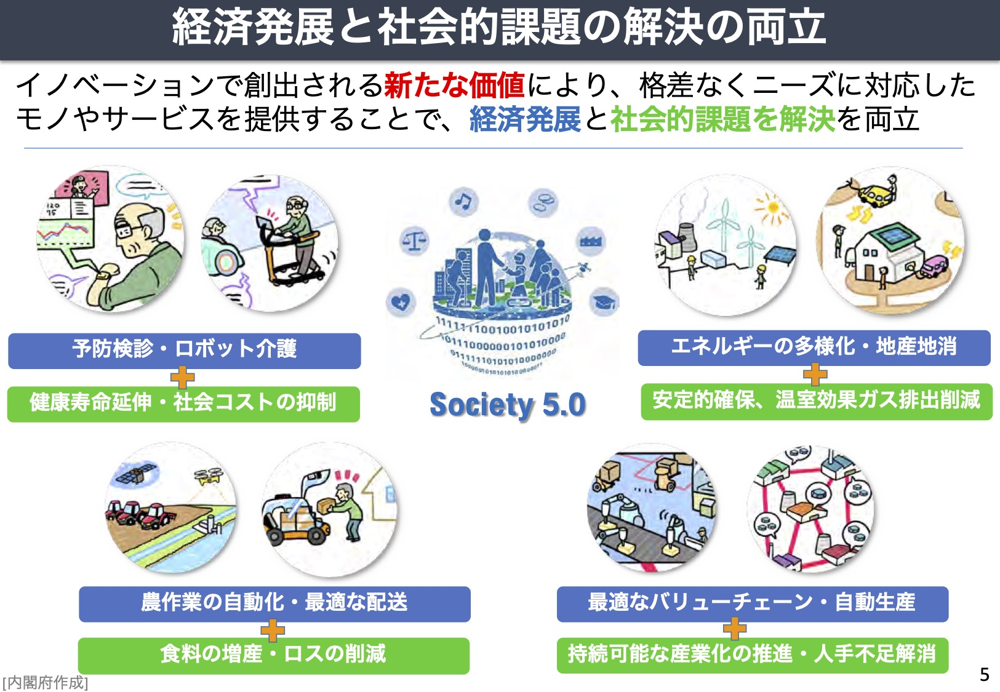 経済発展と社会的課題の解決の両立
イノベーションで創出される新たな価値により、格差なくニーズに対応した
モノやサービスを提供することで、経済発展と社会的課題を解決を両立
120
75
予防検診・ロボット介護
健康寿命延伸・社会コストの抑制
Society 5.0
エネルギーの多様化・地産地消
安定的確保、温室効果ガス排出削減
農作業の自動化・最適な配送
食料の増産・ロスの削減
最適なバリューチェーン・自動生産
持続可能な産業化の推進・人手不足解消
[内閣府作成]
5